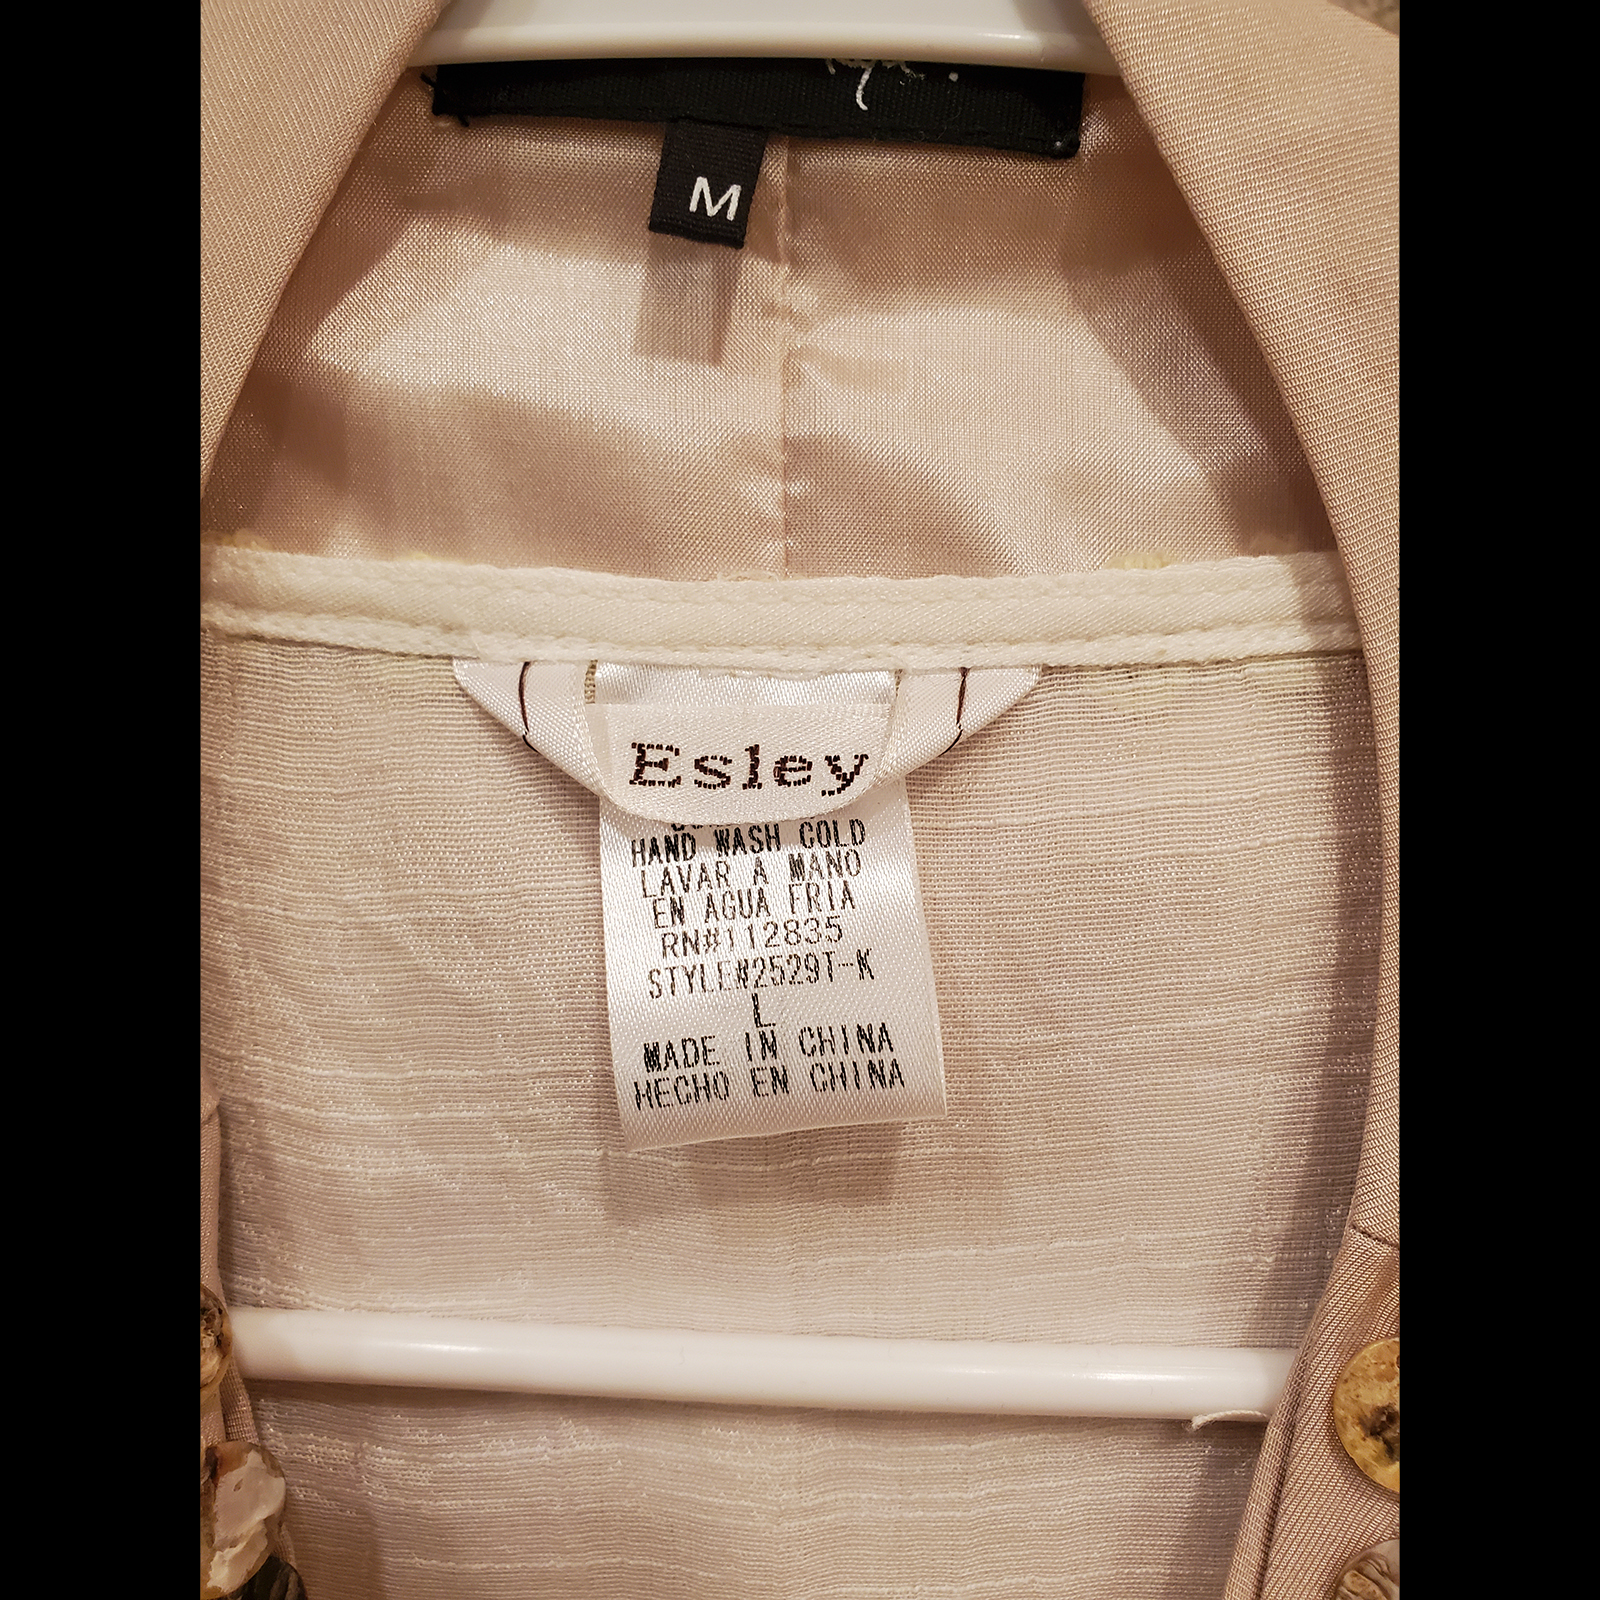 M
Esley
HAND WASH COLD
LAVAR A MANO
EN AGUA FRIA
RN#112835
STYLE#2529T-K
L
MADE IN CHINA
HECHO EN CHINA